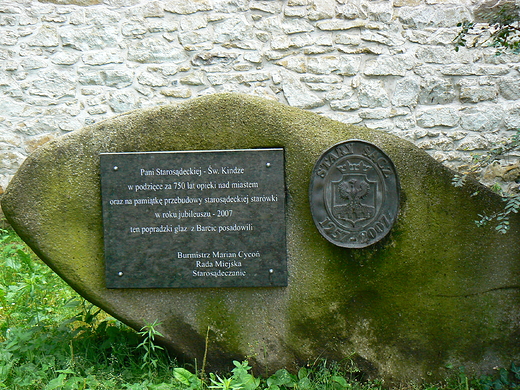 Pani Starosądeckiej - Św. Kindze
w podzięce za 750 lat opieki nad miastem
oraz na pamiątkę przebudowy starosądeckiej starówki
w roku jubileuszu - 2007
ten popradzki głaz z Barcic posadowili
Burmistrz Marian Cycoń
Rada Miejska
Starosądeczanie
STARY SĄCZ
1257-2007